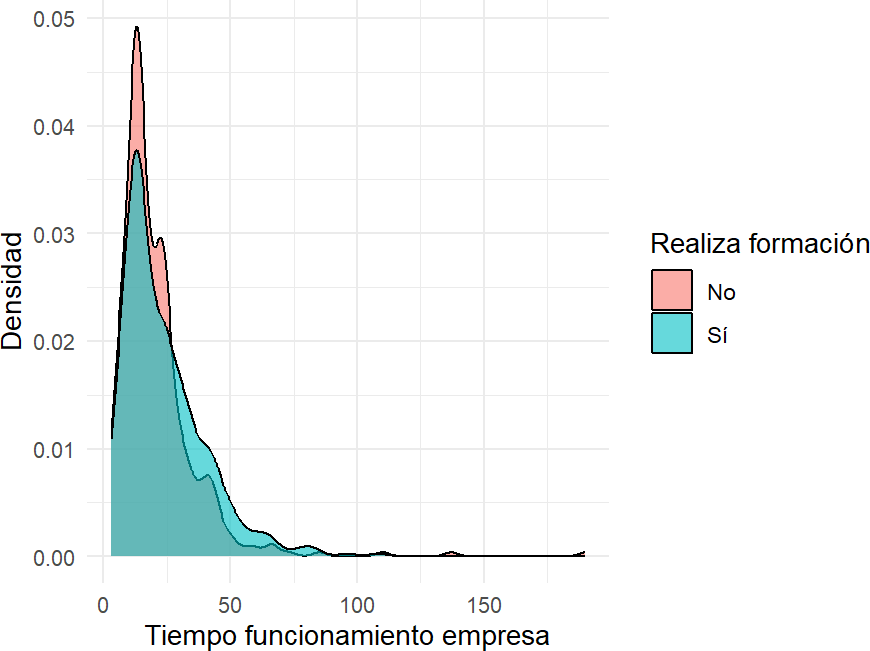 0.05
0.04
0.03
0.02
0.01
0.00
Densidad
0 50 100 150
Tiempo funcionamiento empresa
Realiza formación
No
Sí